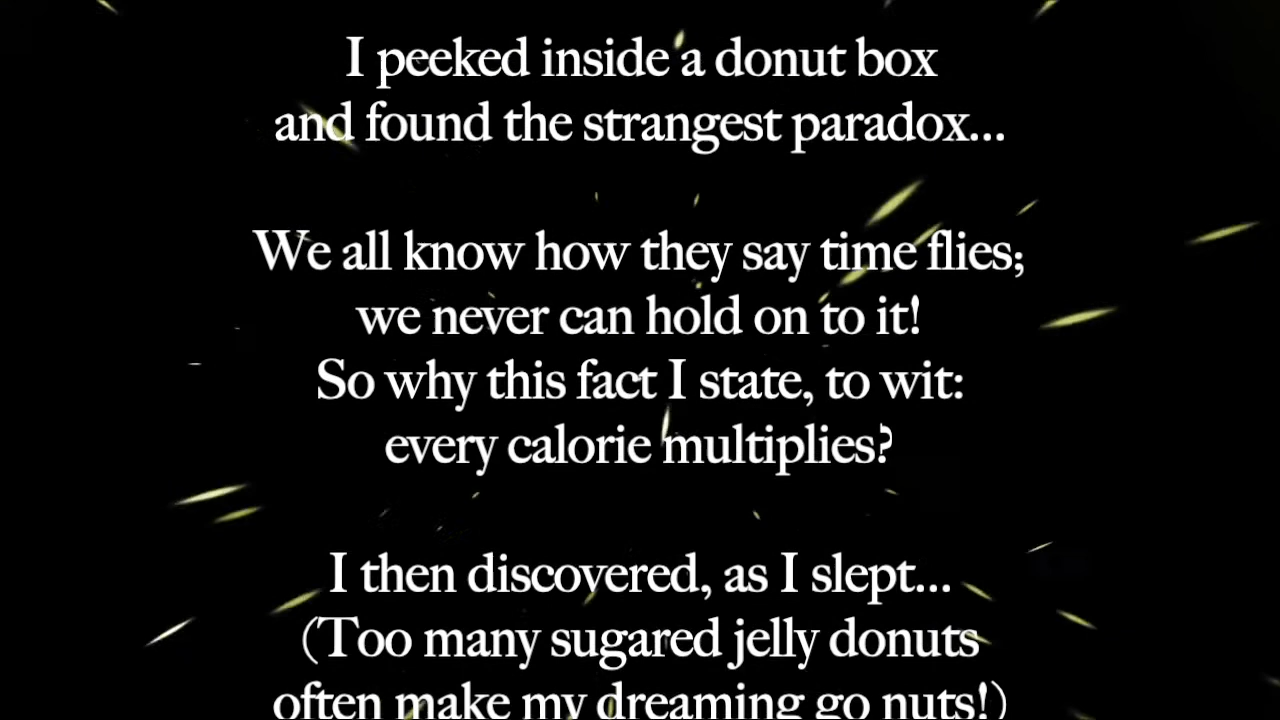 I peeked inside a donut box
and found the strangest paradox...
We all know how they say time flies;
we never can hold on to it!
So why this fact I state, to wit:
every calorie multiplies?
I then discovered, as I slept...
(Too many sugared jelly donuts
often make my dreaming go nuts!)